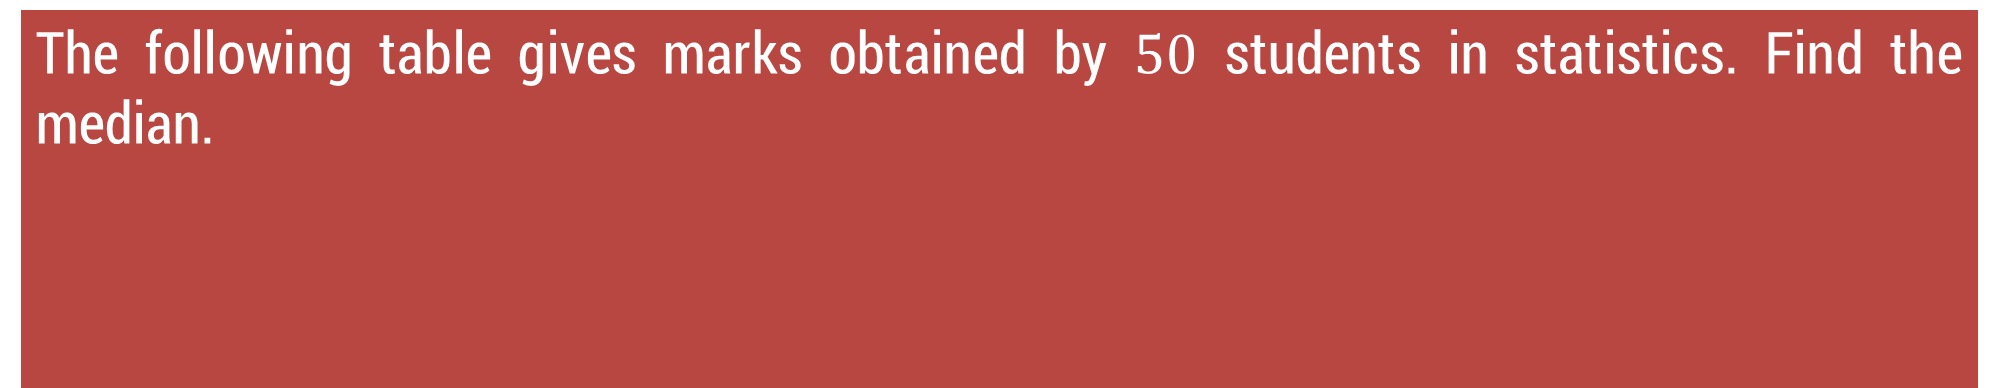 The following table gives marks obtained by 50 students in statistics. Find the
median.